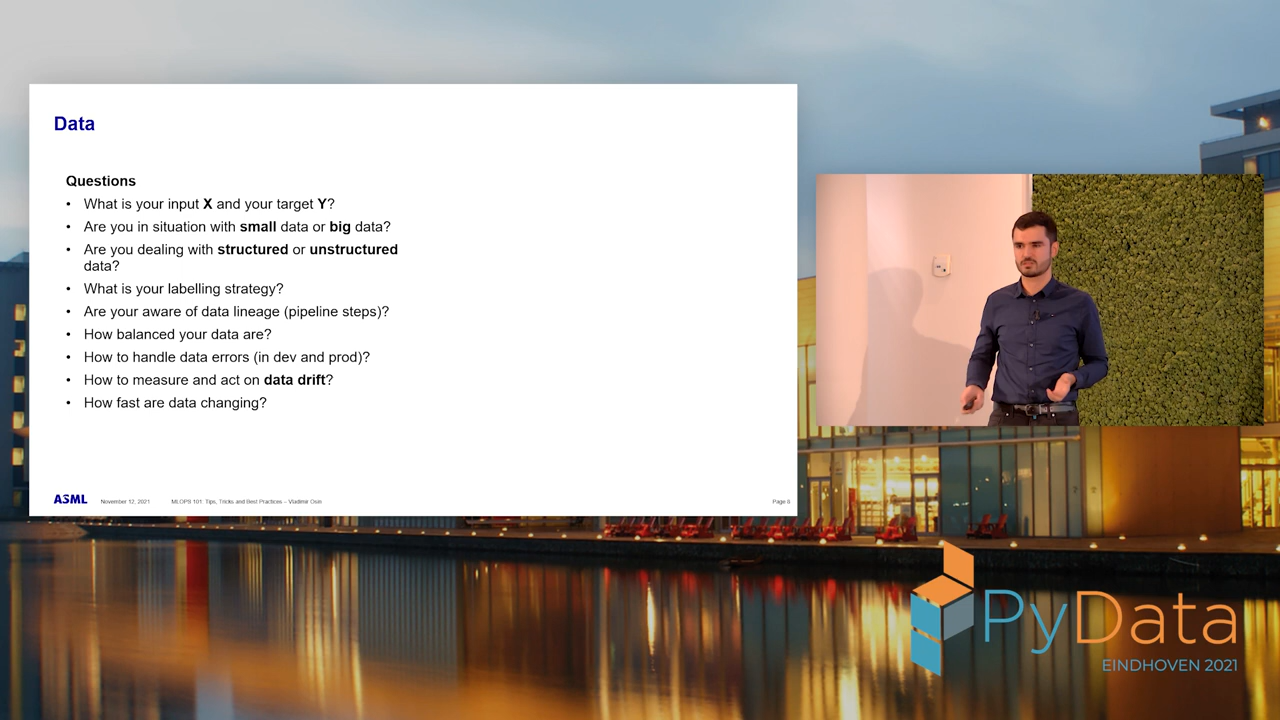 Data
Questions
• What is your input X and your target Y?
• Are you in situation with small data or big data?
• Are you dealing with structured or unstructured
data?
• What is your labelling strategy?
• Are your aware of data lineage (pipeline steps)?
• How balanced your data are?
• How to handle data errors (in dev and prod)?
• How to measure and act on data drift?
• How fast are data changing?
ASML November 12, 2021 MLOPS 101: Tips, Tricks and Best Practices – Vladimir Osin Page 6
PyData
EINDHOVEN 2021